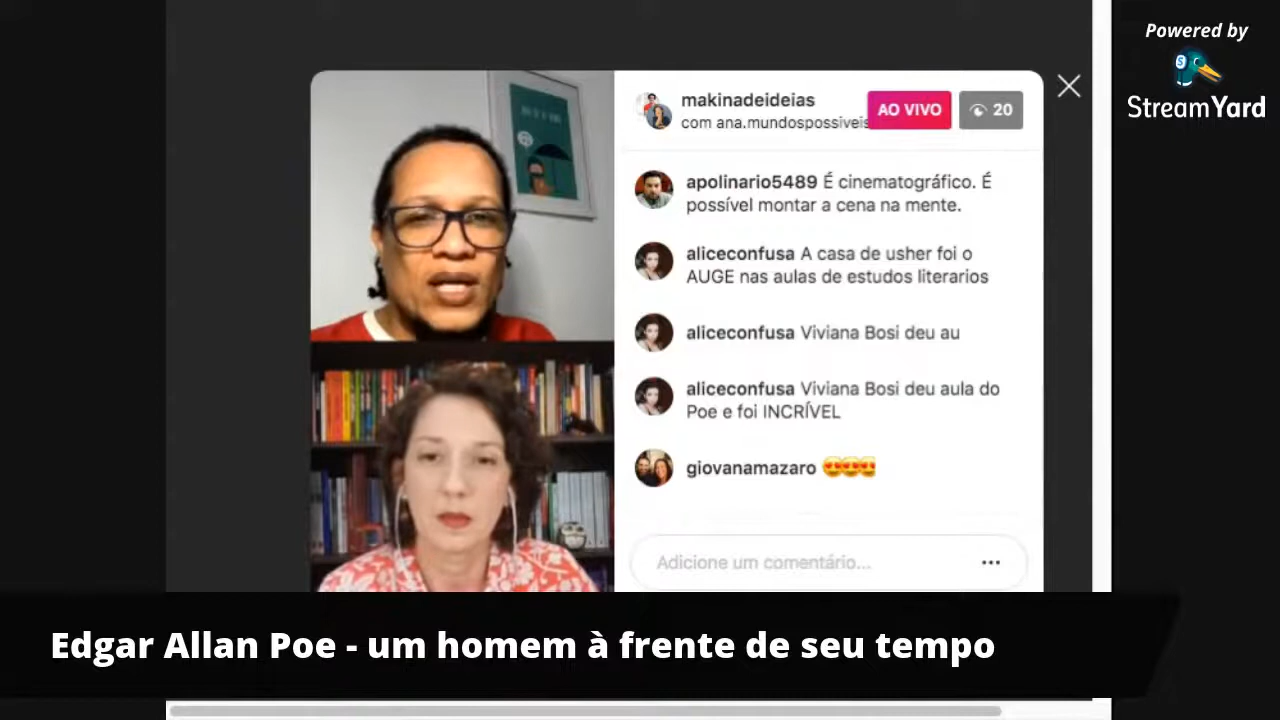 Powered by
StreamYard
makinadeideias
com ana.mundospossiveis
AO VIVO
20
apolinario5489 É cinematográfico. É
possível montar a cena na mente.
aliceconfusa A casa de usher foi o
AUGE nas aulas de estudos literarios
aliceconfusa Viviana Bosi deu au
aliceconfusa Viviana Bosi deu aula do
Poe e foi INCRÍVEL
giovanamazaro 😍😍😍
Adicione um comentário...
Edgar Allan Poe - um homem à frente de seu tempo